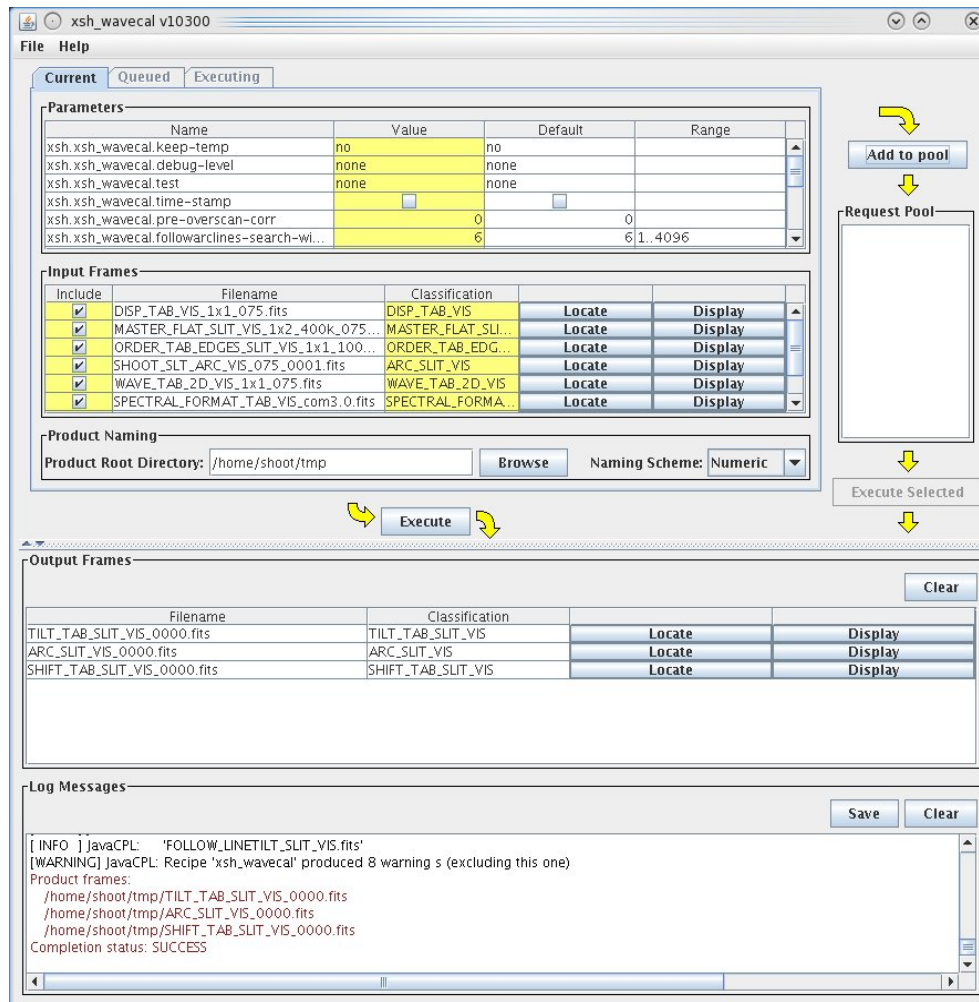 xsh_wavecal v10300
File Help
Current Queued Executing
Parameters
Name Value Default Range
xsh.xsh_wavecal.keep-temp no no
xsh.xsh_wavecal.debug-level none none
xsh.xsh_wavecal.test none none
xsh.xsh_wavecal.time-stamp
xsh.xsh_wavecal.pre-overscan-corr 0 0
xsh.xsh_wavecal.followarclines-search-wi... 6 6 1..4096
Add to pool
Request Pool
Input Frames
Include Filename Classification
DISP_TAB_VIS_1x1_075.fits DISP_TAB_VIS Locate Display
MASTER_FLAT_SLIT_VIS_1x2_400k_075... MASTER_FLAT_SLI... Locate Display
ORDER_TAB_EDGES_SLIT_VIS_1x1_100... ORDER_TAB_EDG... Locate Display
SHOOT_SLT_ARC_VIS_075_0001.fits ARC_SLIT_VIS Locate Display
WAVE_TAB_2D_VIS_1x1_075.fits WAVE_TAB_2D_VIS Locate Display
SPECTRAL_FORMAT_TAB_VIS_com3.0.fits SPECTRAL_FORMA... Locate Display
Product Naming
Product Root Directory: /home/shoot/tmp Browse Naming Scheme: Numeric
Execute Selected
Execute
Output Frames
Clear
Filename Classification
TILT_TAB_SLIT_VIS_0000.fits TILT_TAB_SLIT_VIS Locate Display
ARC_SLIT_VIS_0000.fits ARC_SLIT_VIS Locate Display
SHIFT_TAB_SLIT_VIS_0000.fits SHIFT_TAB_SLIT_VIS Locate Display
Log Messages
Save Clear
[ INFO ] JavaCPL: 'FOLLOW_LINETILT_SLIT_VIS.fits'
[WARNING] JavaCPL: Recipe 'xsh_wavecal' produced 8 warning s (excluding this one)
Product frames:
/home/shoot/tmp/TILT_TAB_SLIT_VIS_0000.fits
/home/shoot/tmp/ARC_SLIT_VIS_0000.fits
/home/shoot/tmp/SHIFT_TAB_SLIT_VIS_0000.fits
Completion status: SUCCESS